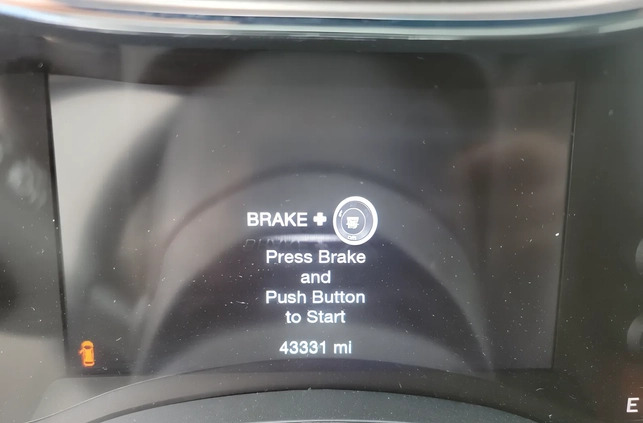 BRAKE +
Press Brake
and
Push Button
to Start
43331 mi
E